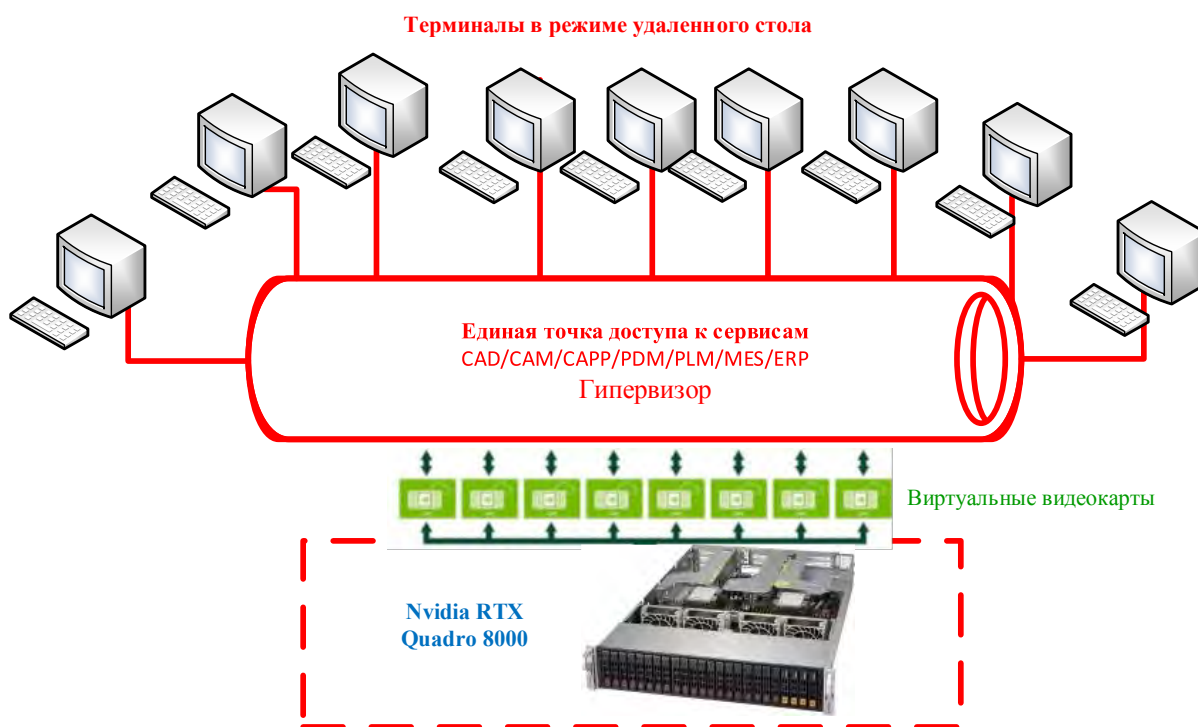 Терминалы в режиме удаленного стола
Единая точка доступа к сервисам
CAD/CAM/CAPP/PDM/PLM/MES/ERP
Гипервизор
Виртуальные видеокарты
Nvidia RTX
Quadro 8000